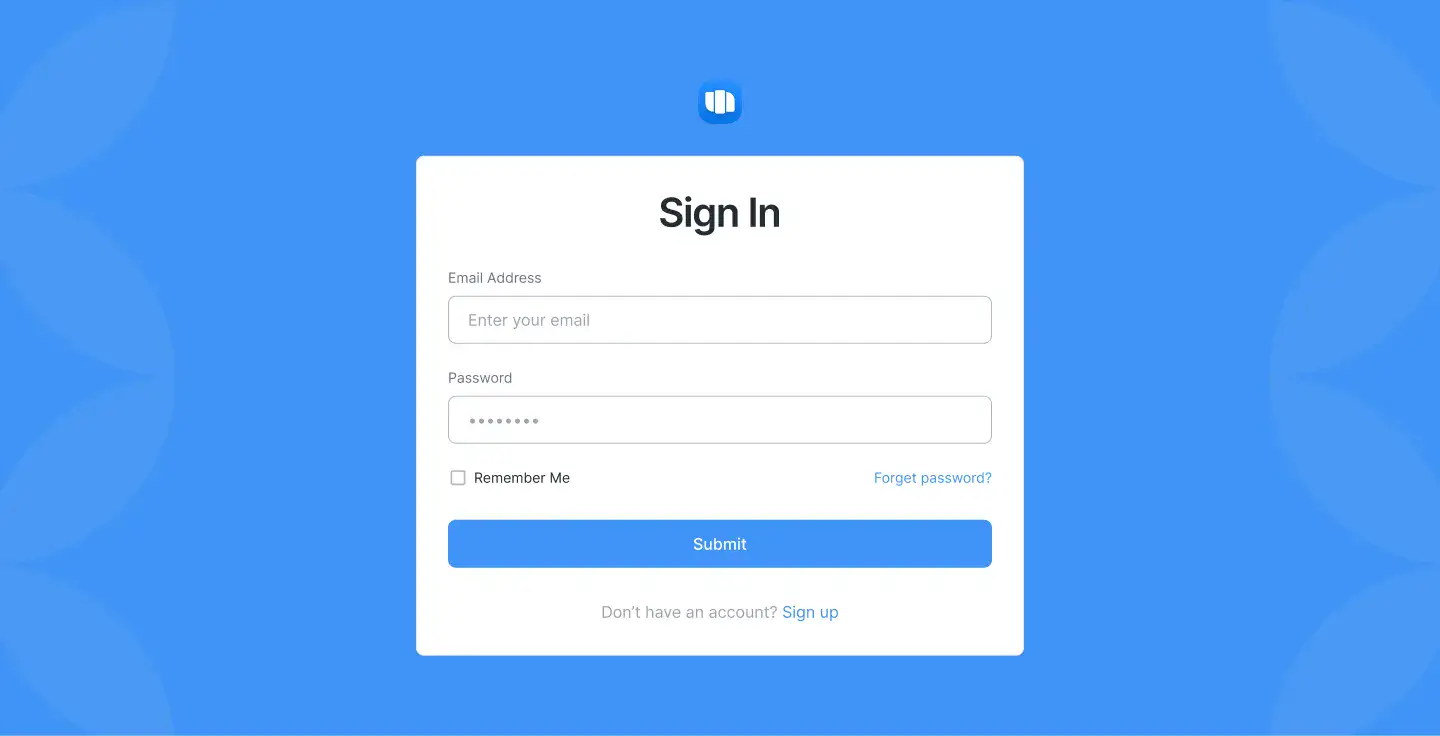 Sign In
Email Address
Enter your email
Password
••••••••
Remember Me
Forget password?
Submit
Don’t have an account? Sign up